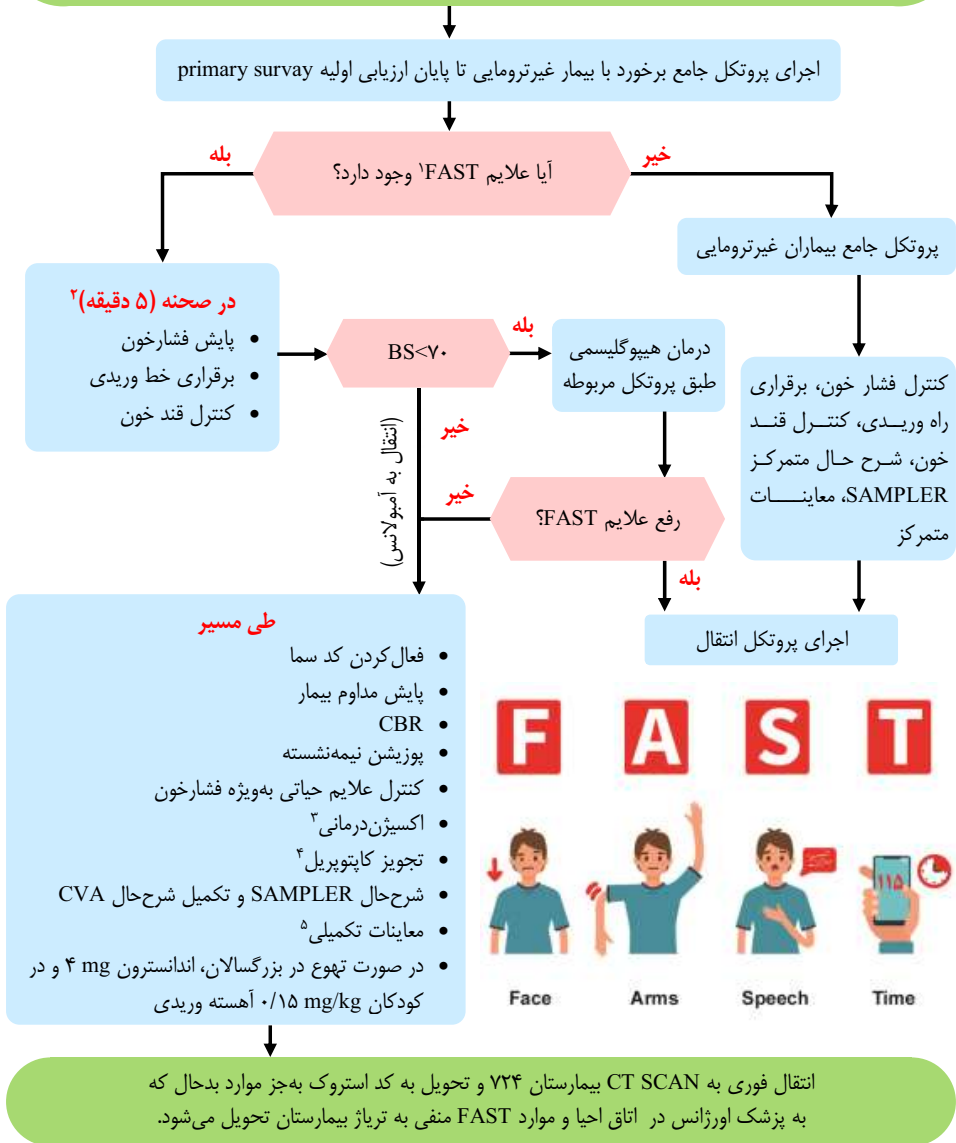 اجرای پروتکل جامع برخورد با بیمار غیرترومایی تا پایان ارزیابی اولیه primary survay
آیا علایم FAST۱ وجود دارد؟
بله
خیر
پروتکل جامع بیماران غیرترومایی
در صحنه (۵ دقیقه)۲
• پایش فشارخون
• برقراری خط وریدی
• کنترل قند خون
BS<۷۰
بله
درمان هیپوگلیسمی
طبق پروتکل مربوطه
کنترل فشار خون، برقراری
راه وریدی، کنترل قند
خون، شرح حال متمرکز
SAMPLER، معاینات
متمرکز
خیر
(انتقال به آمبولانس)
رفع علایم FAST؟
خیر
بله
اجرای پروتکل انتقال
طی مسیر
• فعال‌کردن کد سما
• پایش مداوم بیمار
• CBR
• پوزیشن نیمه‌نشسته
• کنترل علایم حیاتی به‌ویژه فشارخون
• اکسیژن‌درمانی۳
• تجویز کاپتوپریل۴
• شرح‌حال SAMPLER و تکمیل شرح‌حال CVA
• معاینات تکمیلی۵
• در صورت تهوع در بزرگسالان، اندانسترون ۴ mg و در
کودکان ۰/۱۵ mg/kg آهسته وریدی
F A S T
۱۱۵
Face Arms Speech Time
انتقال فوری به CT SCAN بیمارستان ۷۲۴ و تحویل به کد استروک به‌جز موارد بدحال که
به پزشک اورژانس در اتاق احیا و موارد FAST منفی به تریاژ بیمارستان تحویل می‌شود.